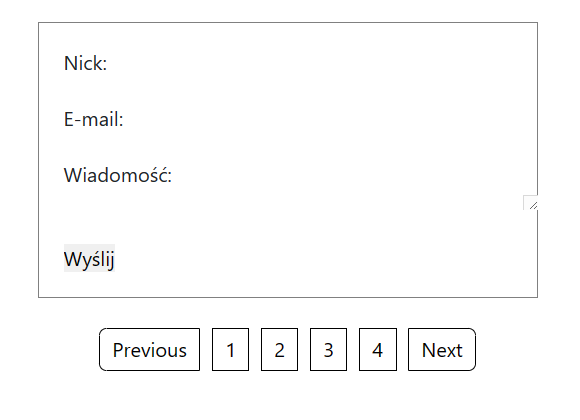 Nick:
E-mail:
Wiadomość:
Wyślij
Previous 1 2 3 4 Next